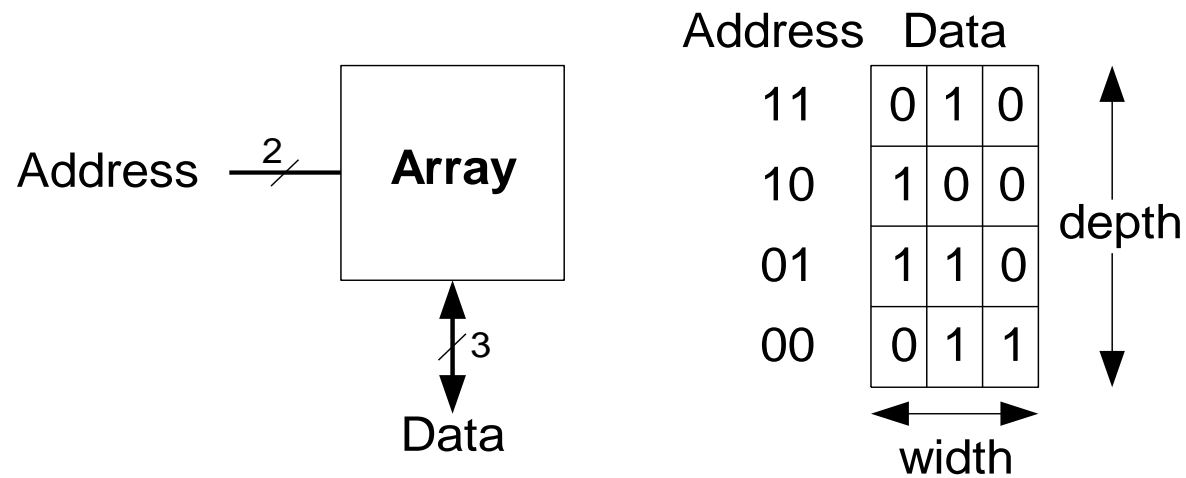 Address
2
Array
3
Data
Address Data
11 0 1 0
10 1 0 0
01 1 1 0
00 0 1 1
depth
width